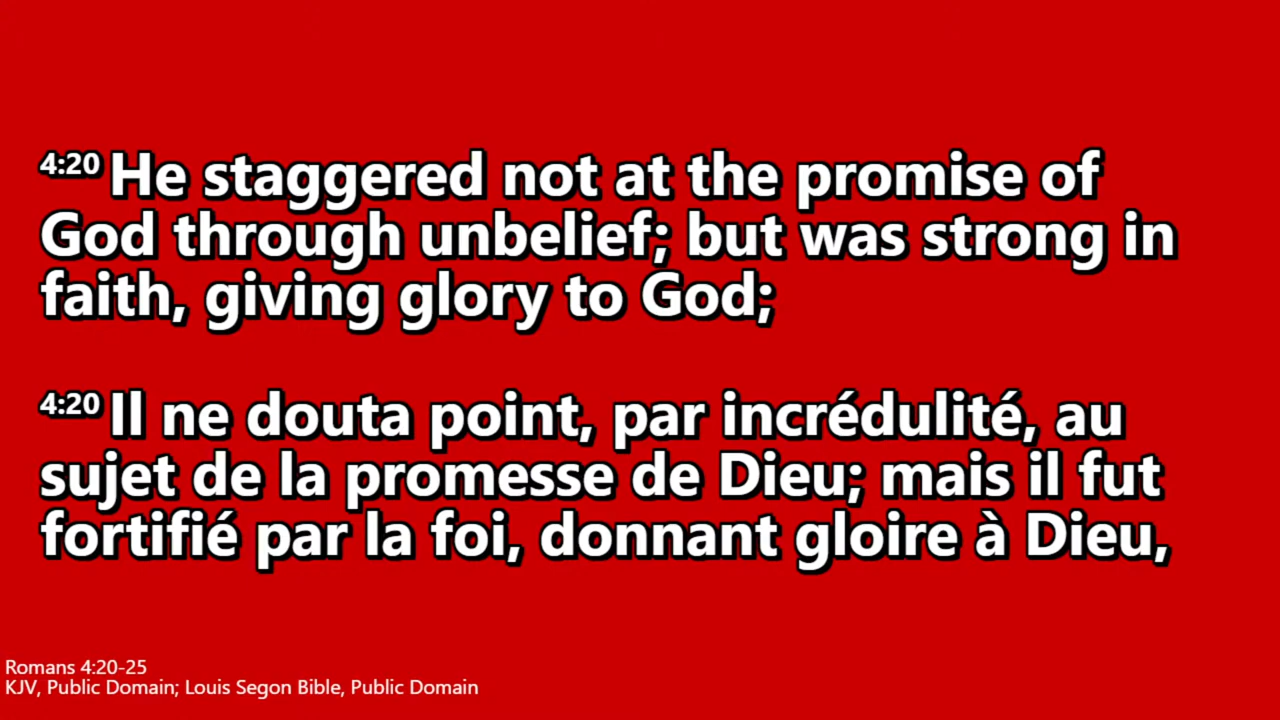 4:20 He staggered not at the promise of
God through unbelief; but was strong in
faith, giving glory to God;
4:20 Il ne douta point, par incrédulité, au
sujet de la promesse de Dieu; mais il fut
fortifié par la foi, donnant gloire à Dieu,
Romans 4:20-25
KJV, Public Domain; Louis Segon Bible, Public Domain